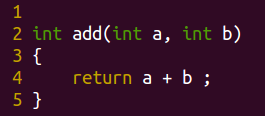 1
2 int add(int a, int b)
3 {
4     return a + b ;
5 }